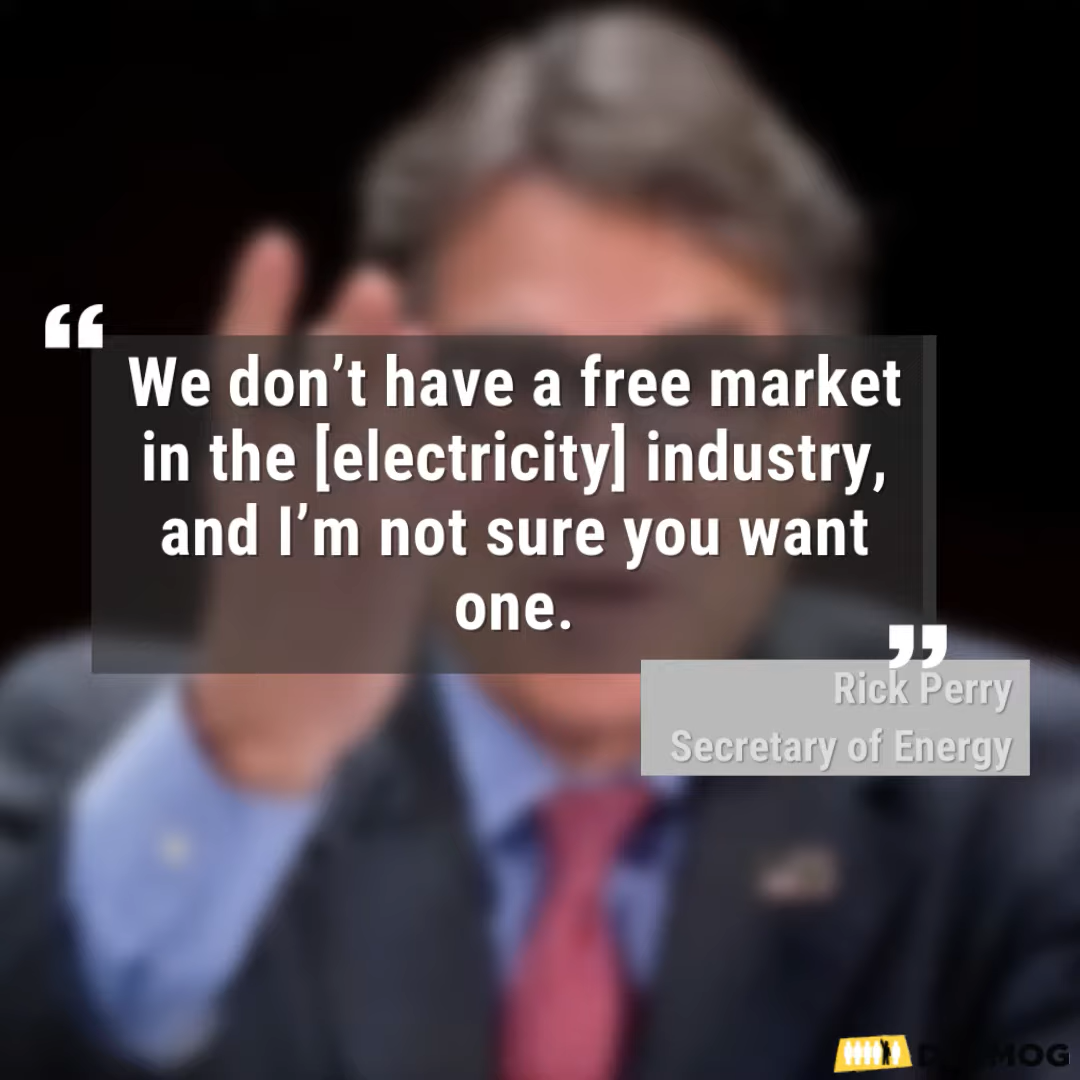 “
We don’t have a free market
in the [electricity] industry,
and I’m not sure you want
one.
”
Rick Perry
Secretary of Energy